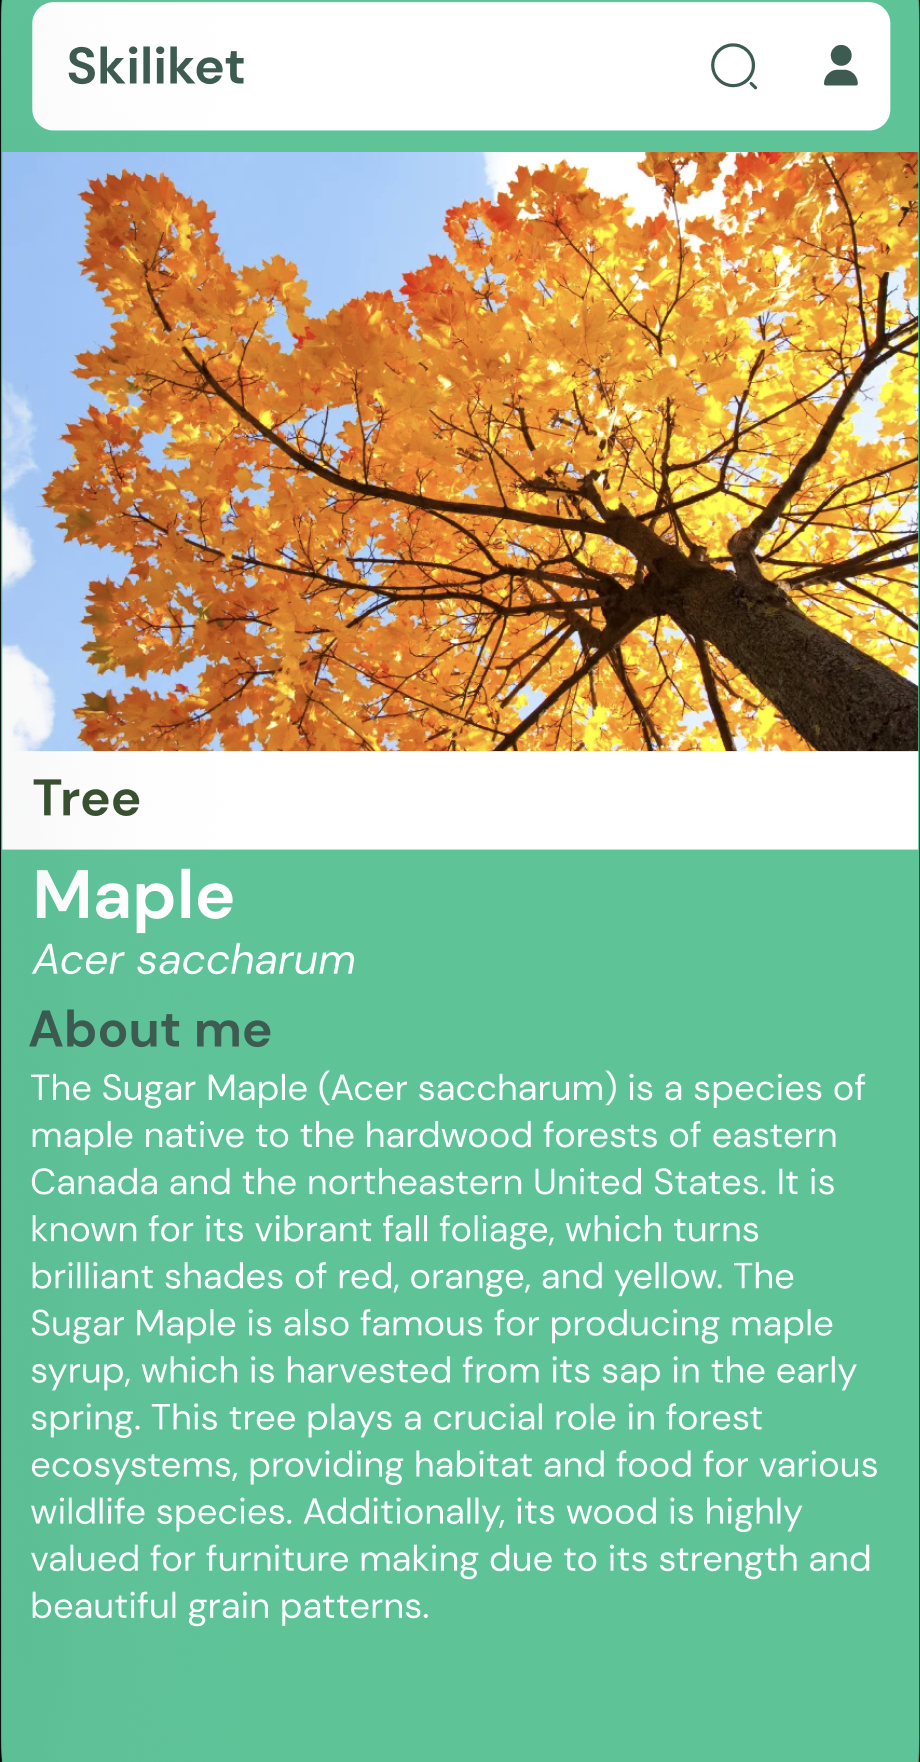 Skiliket
Tree
Maple
Acer saccharum
About me
The Sugar Maple (Acer saccharum) is a species of
maple native to the hardwood forests of eastern
Canada and the northeastern United States. It is
known for its vibrant fall foliage, which turns
brilliant shades of red, orange, and yellow. The
Sugar Maple is also famous for producing maple
syrup, which is harvested from its sap in the early
spring. This tree plays a crucial role in forest
ecosystems, providing habitat and food for various
wildlife species. Additionally, its wood is highly
valued for furniture making due to its strength and
beautiful grain patterns.